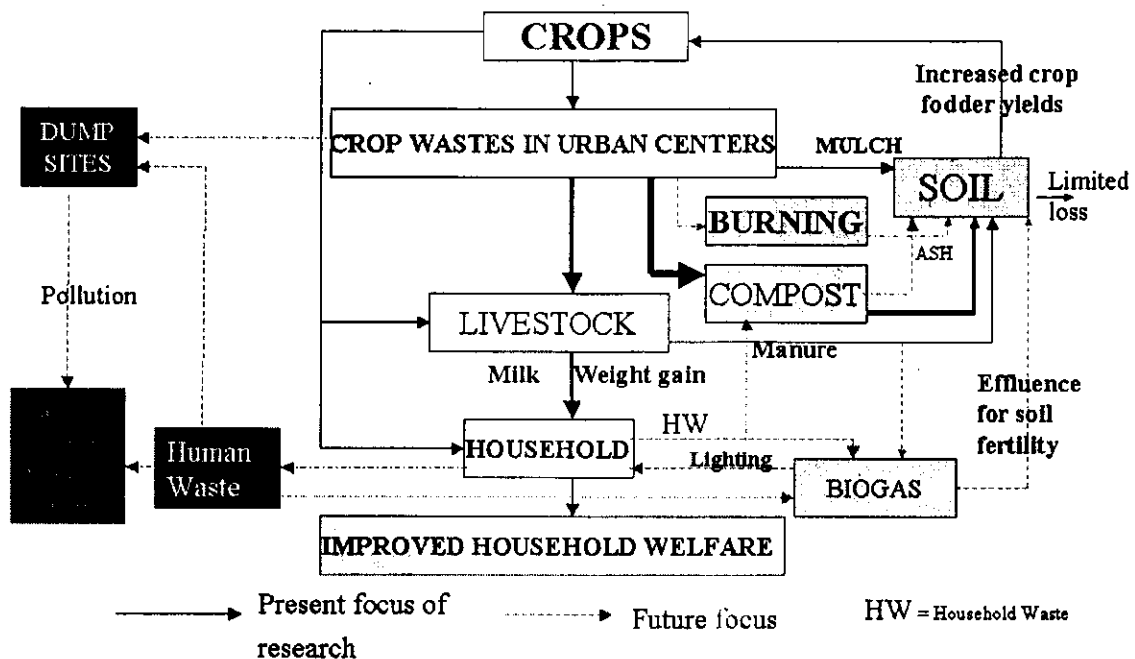 CROPS
Increased crop
fodder yields
DUMP
SITES
CROP WASTES IN URBAN CENTERS
MULCH
SOIL
Limited
loss
BURNING
ASH
COMPOST
Pollution
LIVESTOCK
Manure
Milk
Weight gain
Effluence
for soil
fertility
HW
HOUSEHOLD
Human
Waste
Lighting
BIOGAS
IMPROVED HOUSEHOLD WELFARE
Present focus of
research
Future focus
HW = Household Waste